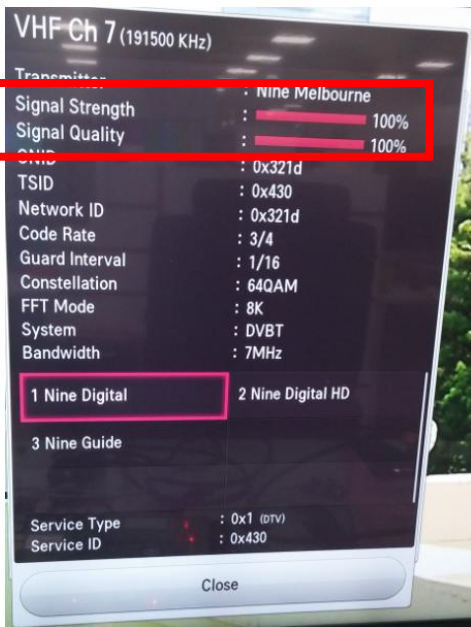 VHF Ch 7 (191500 KHz)
Transmitter : Nine Melbourne
Signal Strength : 100%
Signal Quality : 100%
ONID : 0x321d
TSID : 0x430
Network ID : 0x321d
Code Rate : 3/4
Guard Interval : 1/16
Constellation : 64QAM
FFT Mode : 8K
System : DVBT
Bandwidth : 7MHz
1 Nine Digital 2 Nine Digital HD
3 Nine Guide
Service Type : 0x1 (DTV)
Service ID : 0x430
Close